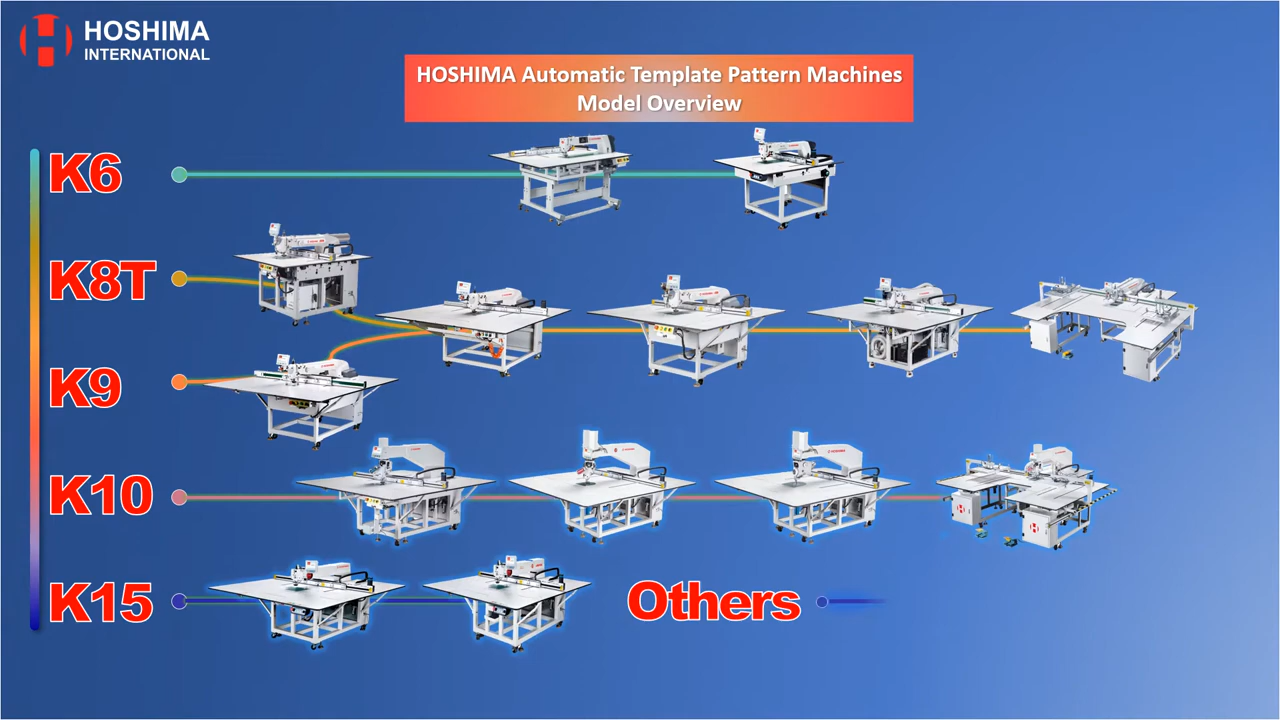 HOSHIMA
INTERNATIONAL
HOSHIMA Automatic Template Pattern Machines
Model Overview
K6
K8T
K9
K10
K15
Others